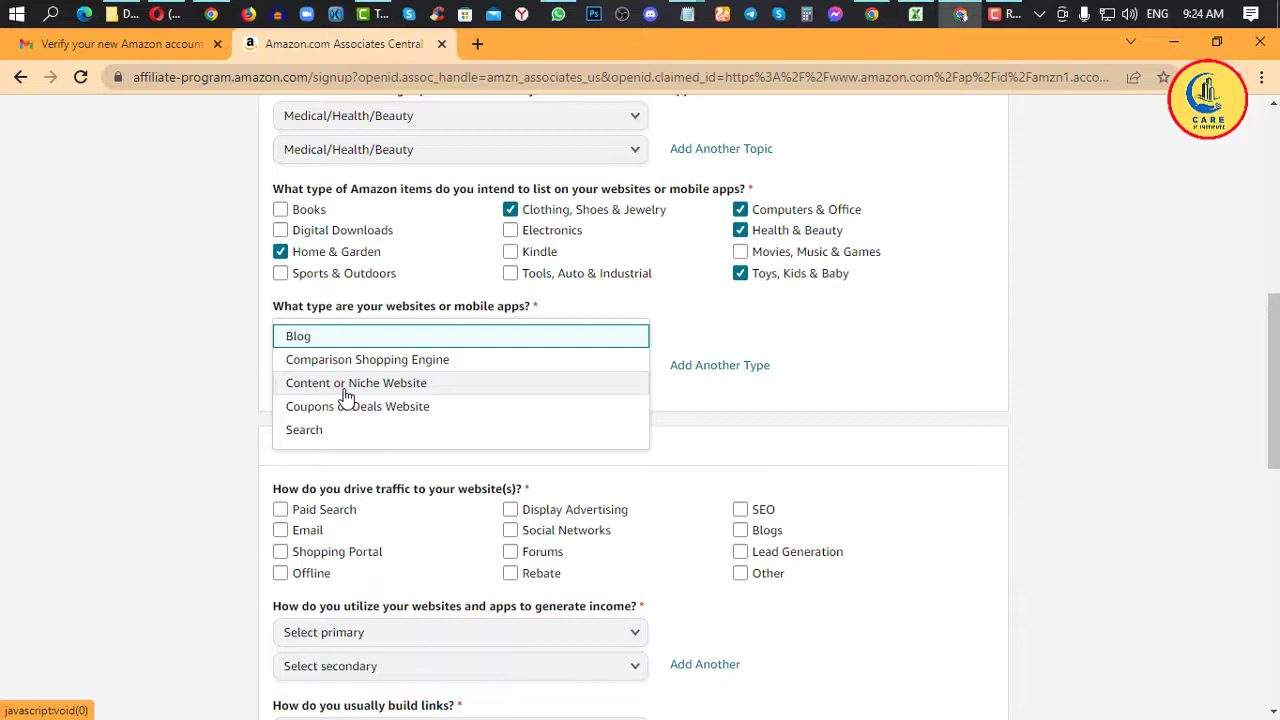 D...
(...
T...
R...
ENG
9:24 AM
Verify your new Amazon account
Amazon.com Associates Central
affiliate-program.amazon.com/signup?openid.assoc_handle=amzn_associates_us&openid.claimed_id=https%3A%2F%2Fwww.amazon.com%2Fap%2Fid%2Famzn1.acco...
CARE
IT INSTITUTE
Medical/Health/Beauty
Medical/Health/Beauty
Add Another Topic
What type of Amazon items do you intend to list on your websites or mobile apps? *
Books
Clothing, Shoes & Jewelry
Computers & Office
Digital Downloads
Electronics
Health & Beauty
Home & Garden
Kindle
Movies, Music & Games
Sports & Outdoors
Tools, Auto & Industrial
Toys, Kids & Baby
What type are your websites or mobile apps? *
Blog
Comparison Shopping Engine
Add Another Type
Content or Niche Website
Coupons or Deals Website
Search
How do you drive traffic to your website(s)? *
Paid Search
Display Advertising
SEO
Email
Social Networks
Blogs
Shopping Portal
Forums
Lead Generation
Offline
Rebate
Other
How do you utilize your websites and apps to generate income? *
Select primary
Select secondary
Add Another
How do you usually build links? *
javascript:void(0)